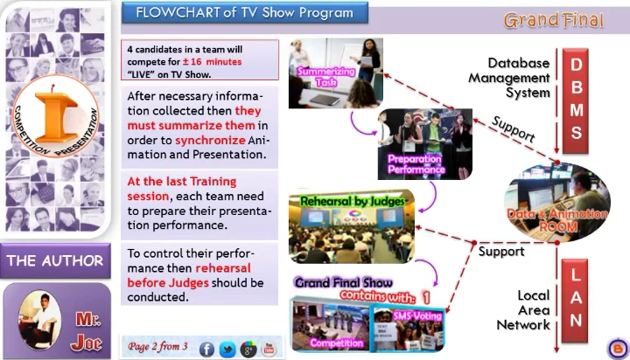 FLOWCHART of TV Show Program
Grand Final
4 candidates in a team will
compete for ± 16 minutes
"LIVE" on TV Show.
After necessary informa-
tion collected then they
must summarize them in
order to synchronize Ani-
mation and Presentation.
At the last Training
session, each team need
to prepare their presenta-
tion performance.
To control their perfor-
mance then rehearsal
before Judges should be
conducted.
Page 2 from 3
COMPETITION PRESENTATION
THE AUTHOR
Mr.
Joe
Summerizing
Task
Preparation
Performance
Rehearsal by Judges
Grand Final Show
contains with: 1
Competition
SMS Voting
Database
Management
System
DBMS
Support
Data & Animation
ROOM
Support
Local
Area
Network
LAN